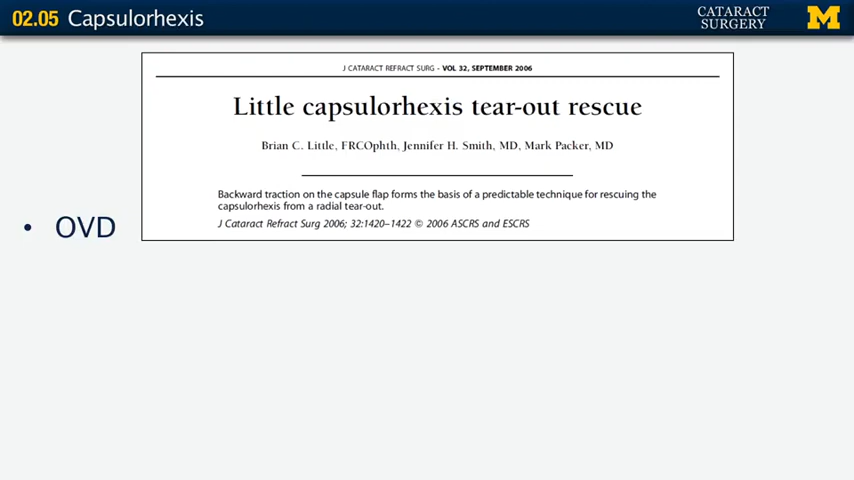 02.05 Capsulorhexis
CATARACT
SURGERY
M
J CATARACT REFRACT SURG - VOL 32, SEPTEMBER 2006
Little capsulorhexis tear-out rescue
Brian C. Little, FRCOphth, Jennifer H. Smith, MD, Mark Packer, MD
Backward traction on the capsule flap forms the basis of a predictable technique for rescuing the
capsulorhexis from a radial tear-out.
J Cataract Refract Surg 2006; 32:1420–1422 © 2006 ASCRS and ESCRS
• OVD